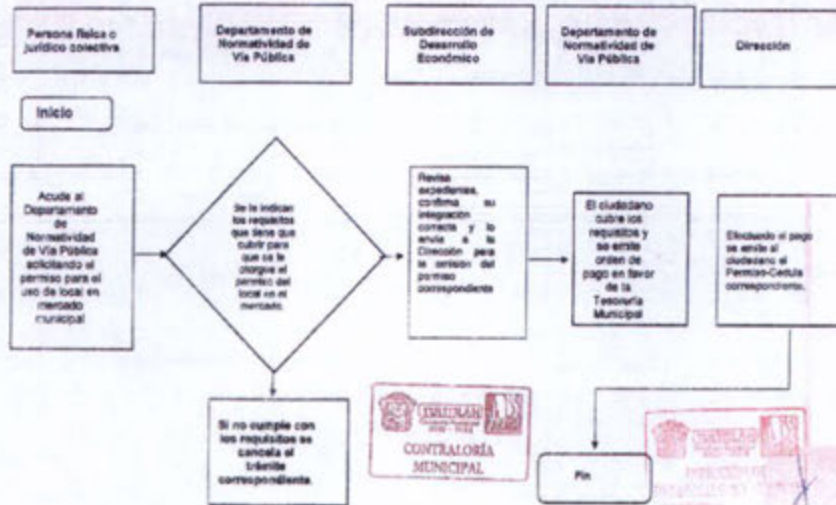 Persona física o
jurídico colectiva
Departamento de
Normatividad de
Vía Pública
Subdirección de
Desarrollo
Económico
Departamento de
Normatividad de
Vía Pública
Dirección
Inicio
Acude al
Departamento
de
Normatividad
de Vía Pública
solicitando el
permiso para el
uso de local en
mercado
municipal
Se le indican
los requisitos
que tiene que
cubrir para
que se le
otorgue el
permiso del
local en el
mercado.
Revisa
expedientes,
confirma su
integración
correcta y lo
envía a la
Dirección para
la emisión del
permiso
correspondiente
El ciudadano
cubre los
requisitos y
se emite
orden de
pago en favor
de la
Tesorería
Municipal
Efectuando el pago
se emite al
ciudadano el
Permiso-Cedula
correspondiente.
Si no cumple con
los requisitos se
cancela el
trámite
correspondiente.
CONTRALORÍA
MUNICIPAL
Fin